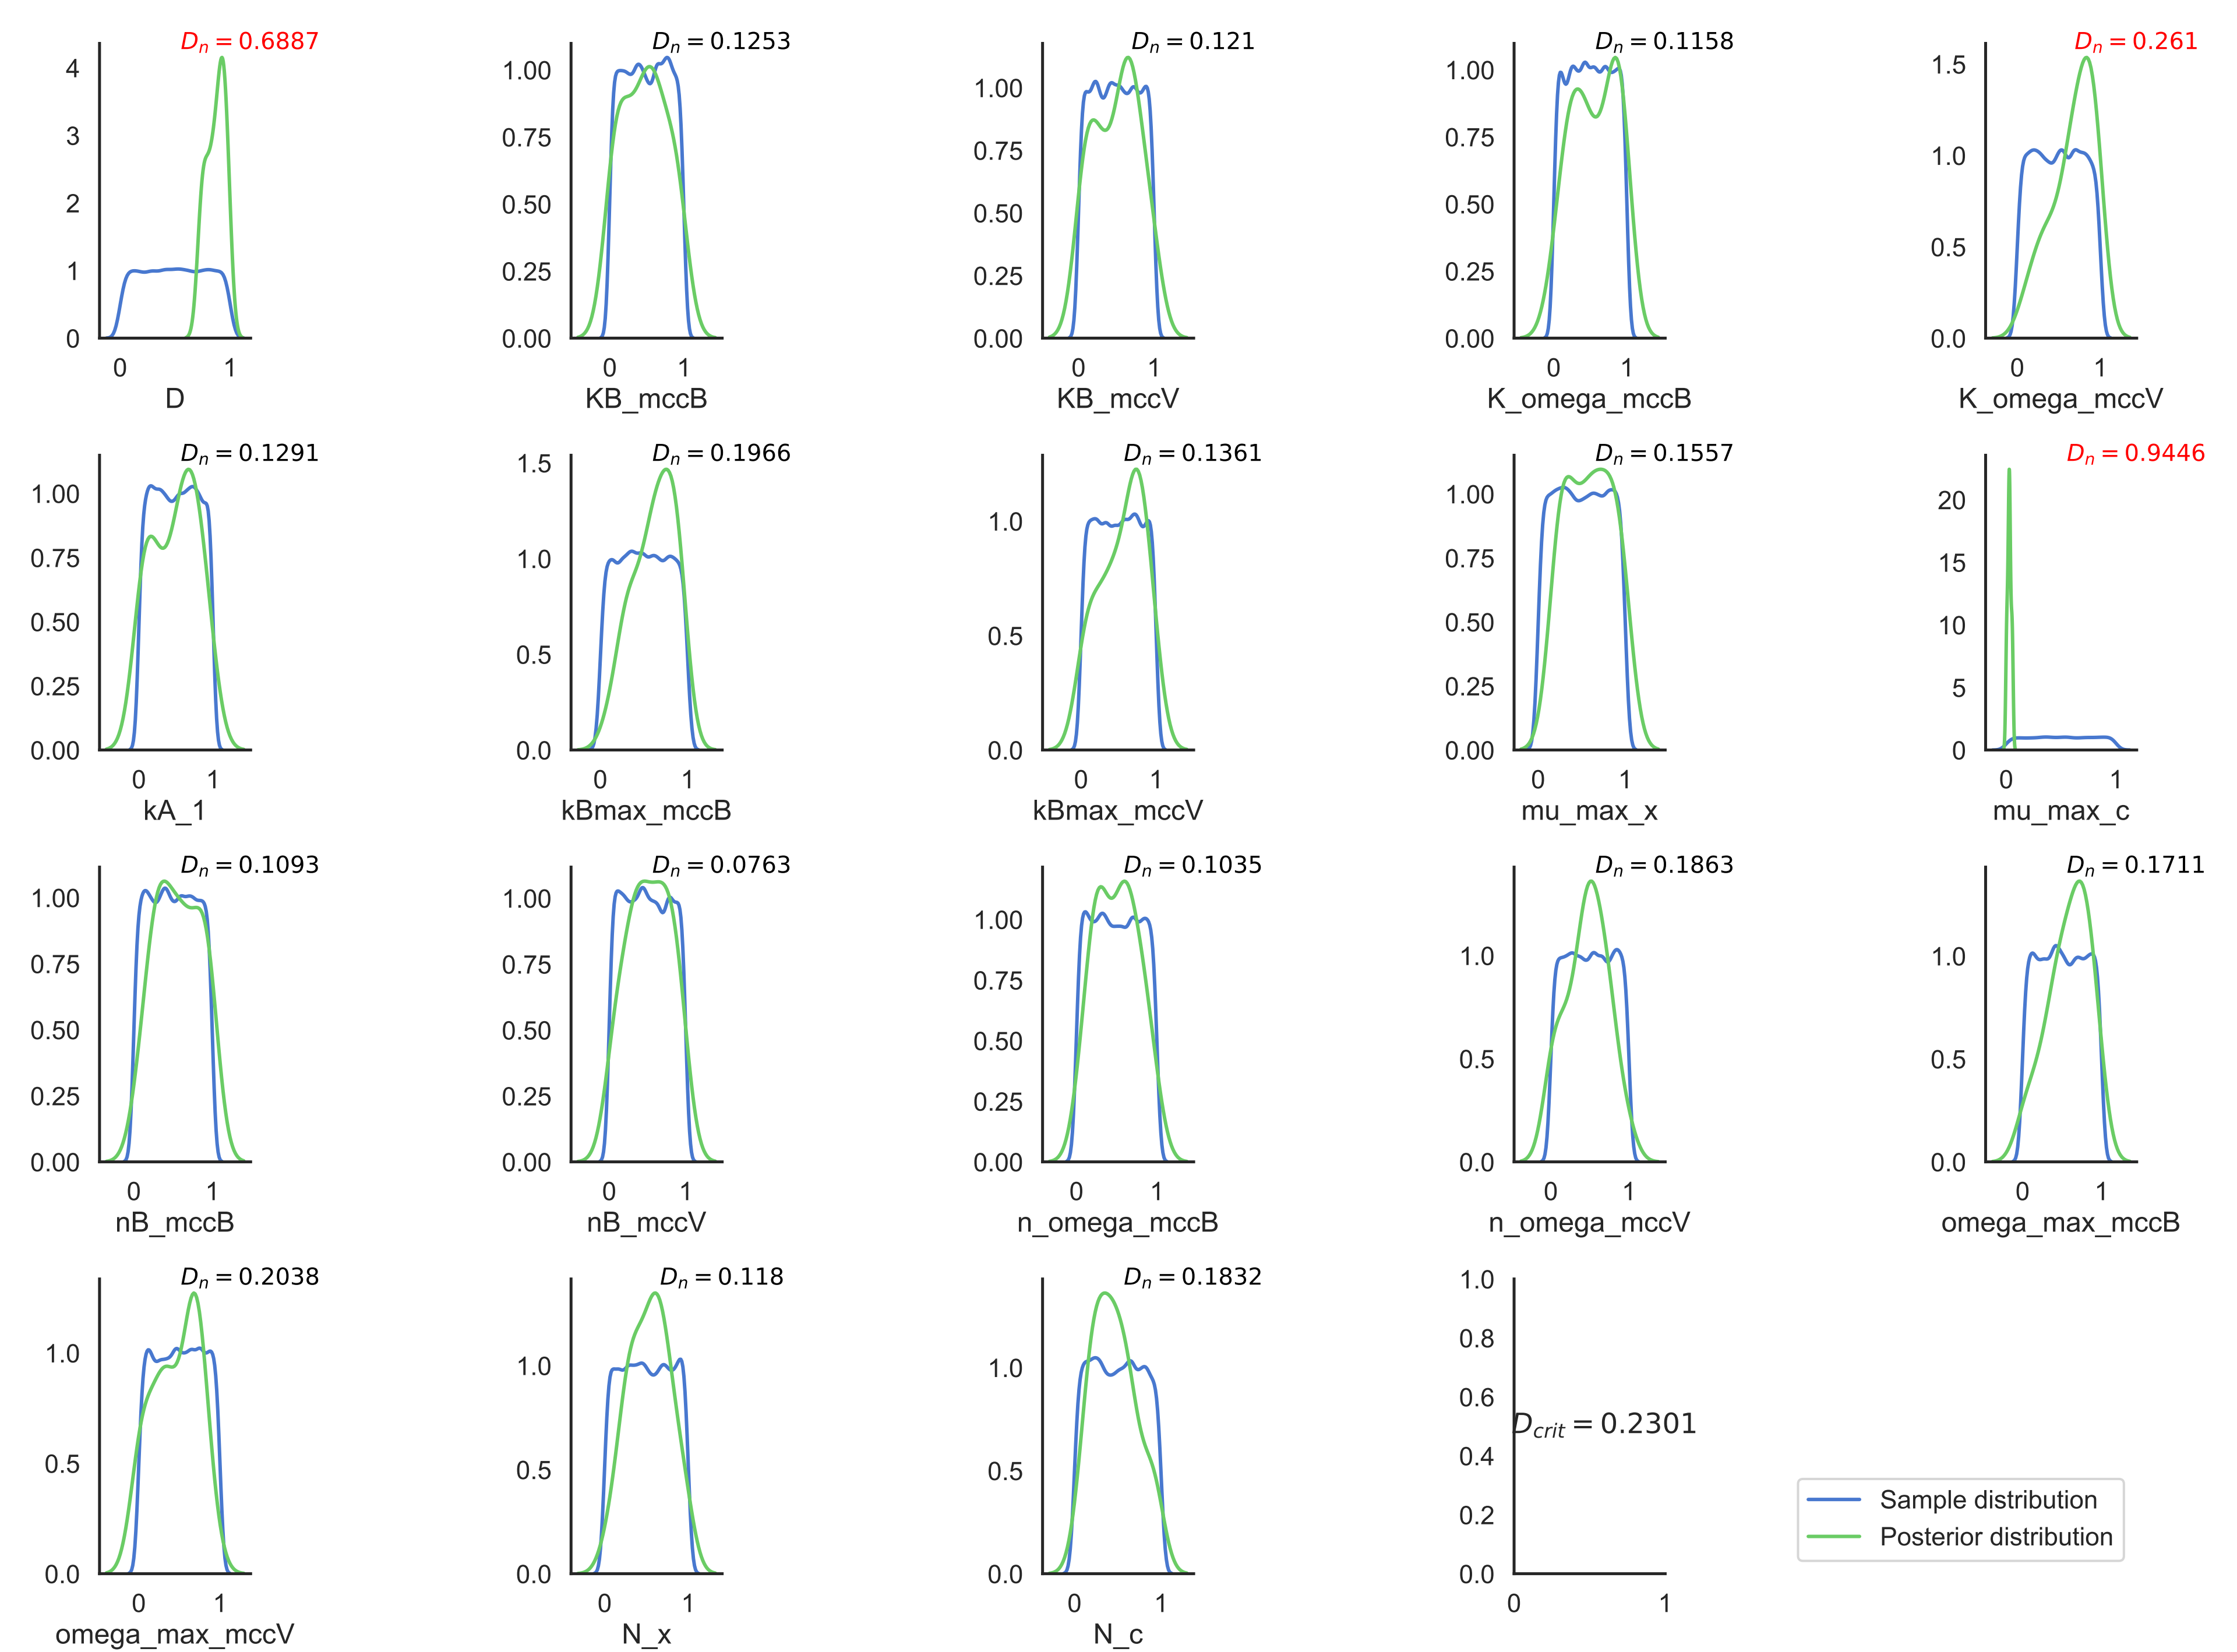 D_n = 0.6887
4
3
2
1
0
0 1
D
D_n = 0.1253
1.00
0.75
0.50
0.25
0.00
0 1
KB_mccB
D_n = 0.121
1.00
0.75
0.50
0.25
0.00
0 1
KB_mccV
D_n = 0.1158
1.00
0.75
0.50
0.25
0.00
0 1
K_omega_mccB
D_n = 0.261
1.5
1.0
0.5
0.0
0 1
K_omega_mccV
D_n = 0.1291
1.00
0.75
0.50
0.25
0.00
0 1
kA_1
D_n = 0.1966
1.5
1.0
0.5
0.0
0 1
kBmax_mccB
D_n = 0.1361
1.0
0.5
0.0
0 1
kBmax_mccV
D_n = 0.1557
1.00
0.75
0.50
0.25
0.00
0 1
mu_max_x
D_n = 0.9446
20
15
10
5
0
0 1
mu_max_c
D_n = 0.1093
1.00
0.75
0.50
0.25
0.00
0 1
nB_mccB
D_n = 0.0763
1.00
0.75
0.50
0.25
0.00
0 1
nB_mccV
D_n = 0.1035
1.00
0.75
0.50
0.25
0.00
0 1
n_omega_mccB
D_n = 0.1863
1.0
0.5
0.0
0 1
n_omega_mccV
D_n = 0.1711
1.0
0.5
0.0
0 1
omega_max_mccB
D_n = 0.2038
1.0
0.5
0.0
0 1
omega_max_mccV
D_n = 0.118
1.0
0.5
0.0
0 1
N_x
D_n = 0.1832
1.0
0.5
0.0
0 1
N_c
1.0
0.8
0.6
D_crit = 0.2301
0.4
0.2
0.0
0 1
Sample distribution
Posterior distribution